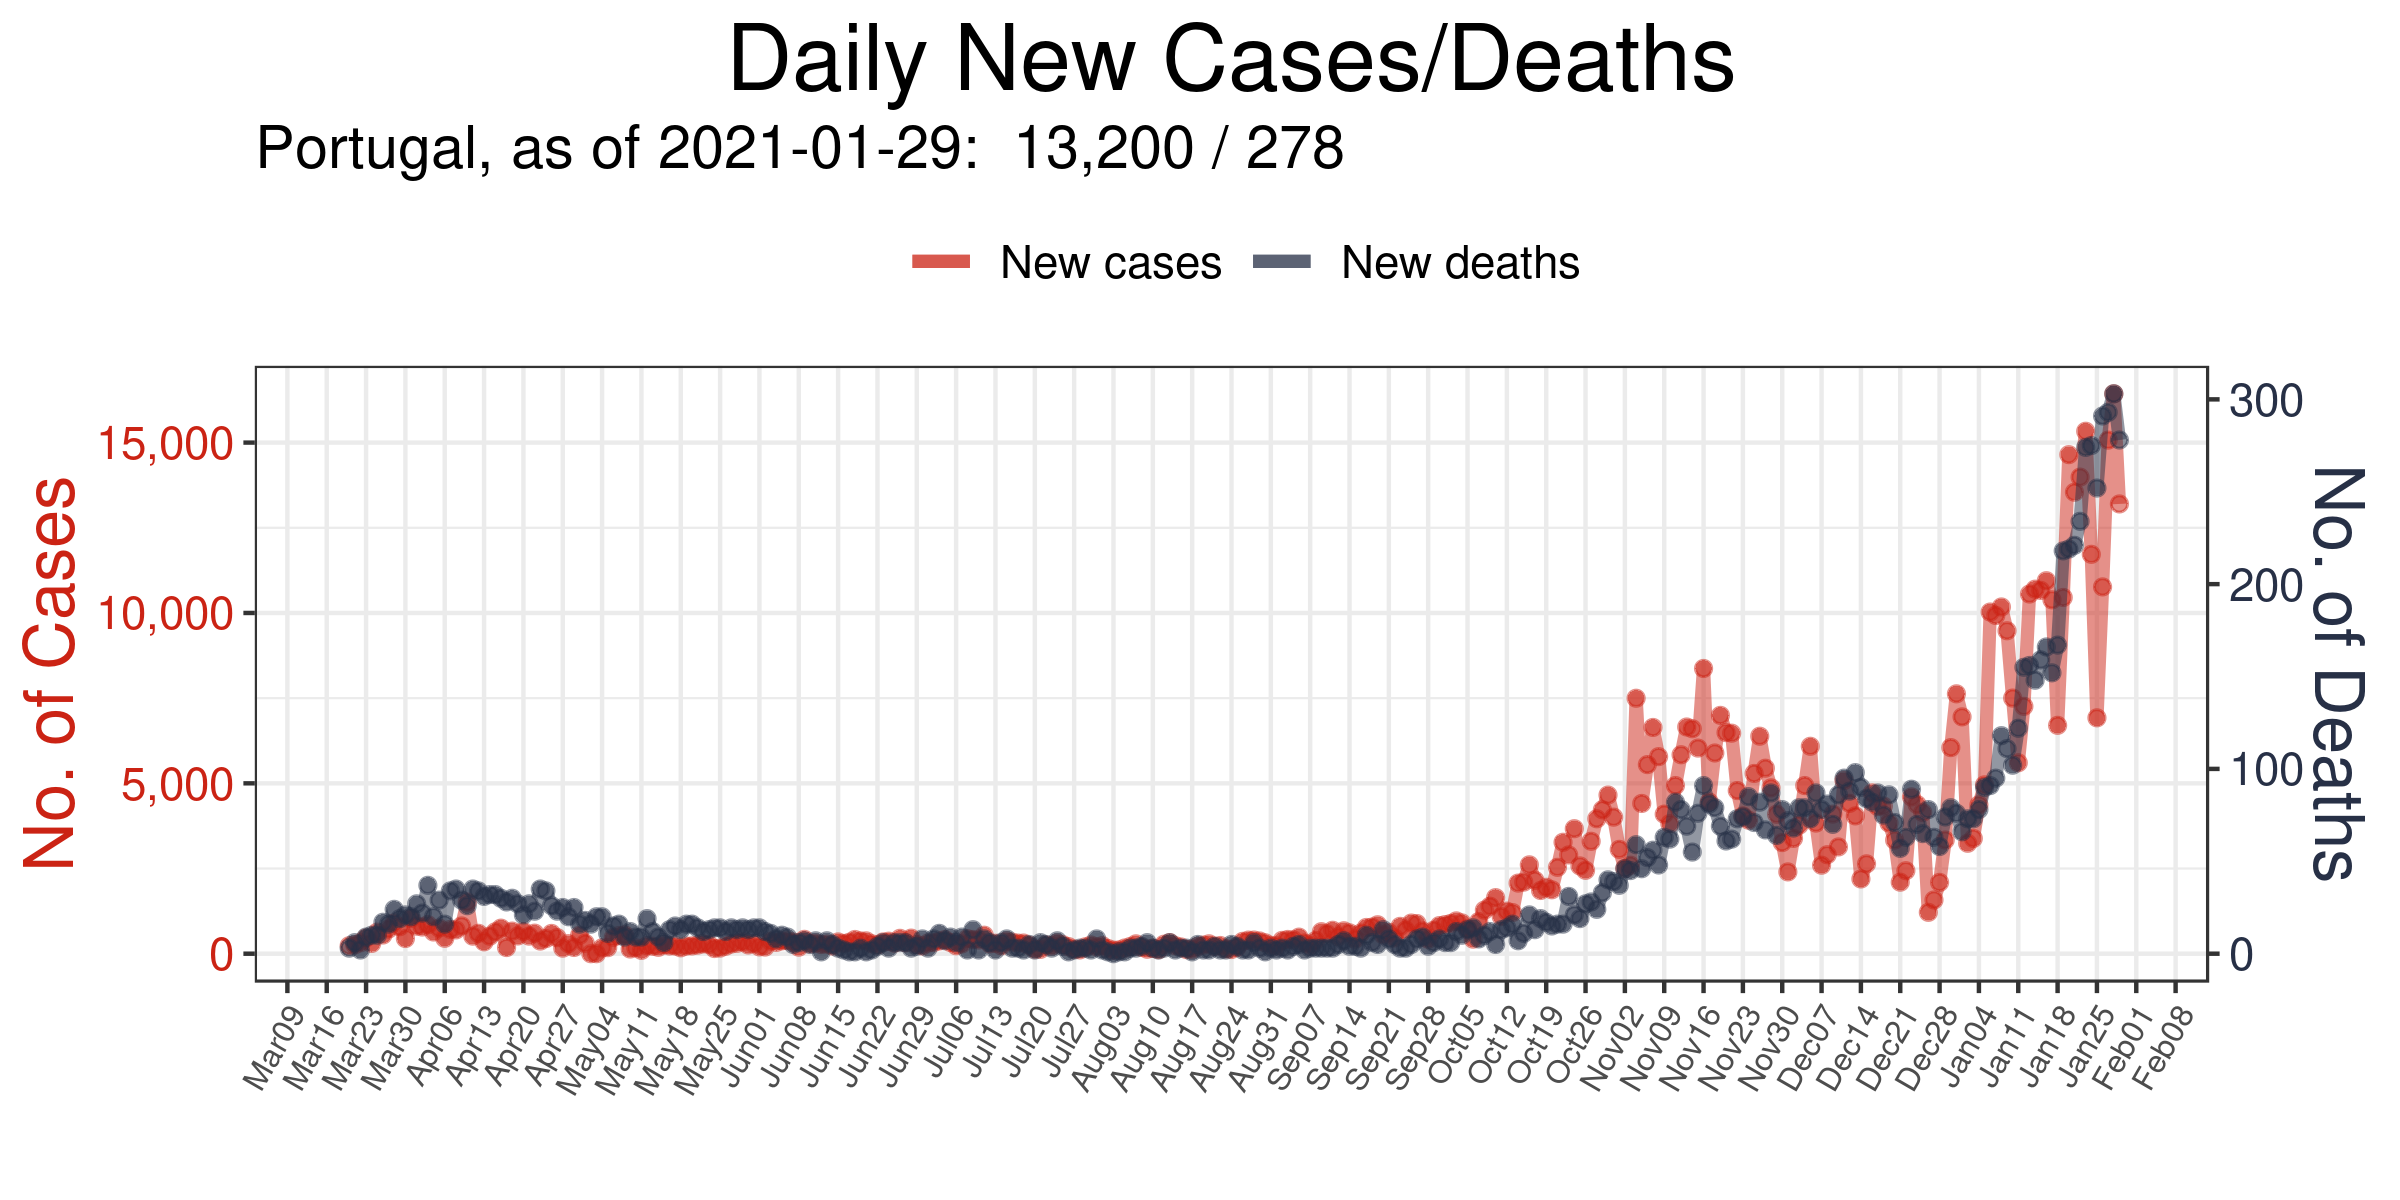 Daily New Cases/Deaths
Portugal, as of 2021-01-29: 13,200 / 278
New cases New deaths
No. of Cases
15,000
10,000
5,000
0
300
200
100
0
No. of Deaths
Mar09 Mar16 Mar23 Mar30 Apr06 Apr13 Apr20 Apr27 May04 May11 May18 May25 Jun01 Jun08 Jun15 Jun22 Jun29 Jul06 Jul13 Jul20 Jul27 Aug03 Aug10 Aug17 Aug24 Aug31 Sep07 Sep14 Sep21 Sep28 Oct05 Oct12 Oct19 Oct26 Nov02 Nov09 Nov16 Nov23 Nov30 Dec07 Dec14 Dec21 Dec28 Jan04 Jan11 Jan18 Jan25 Feb01 Feb08